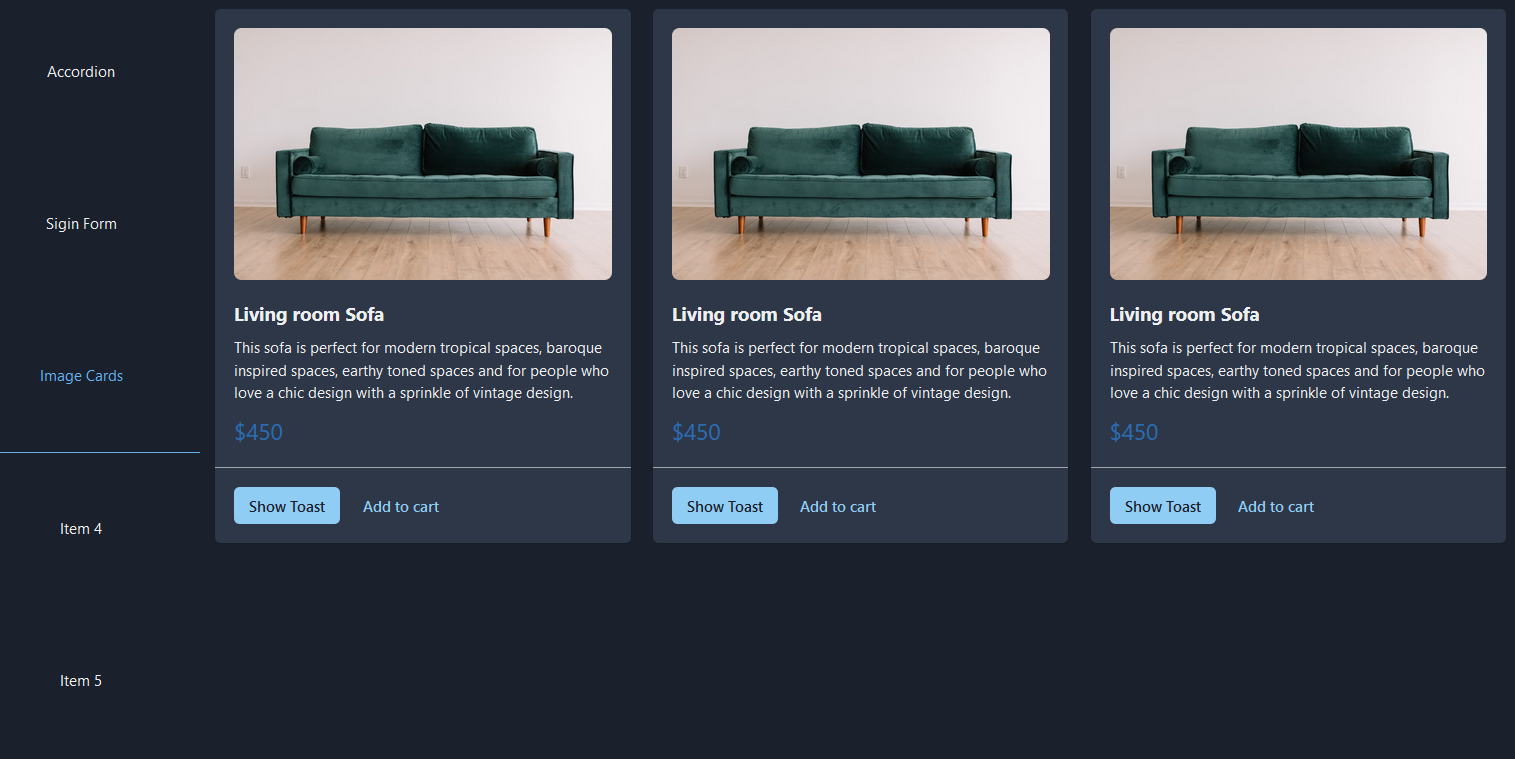 Accordion
Sigin Form
Image Cards
Item 4
Item 5
Living room Sofa
This sofa is perfect for modern tropical spaces, baroque
inspired spaces, earthy toned spaces and for people who
love a chic design with a sprinkle of vintage design.
$450
Show Toast
Add to cart
Living room Sofa
This sofa is perfect for modern tropical spaces, baroque
inspired spaces, earthy toned spaces and for people who
love a chic design with a sprinkle of vintage design.
$450
Show Toast
Add to cart
Living room Sofa
This sofa is perfect for modern tropical spaces, baroque
inspired spaces, earthy toned spaces and for people who
love a chic design with a sprinkle of vintage design.
$450
Show Toast
Add to cart